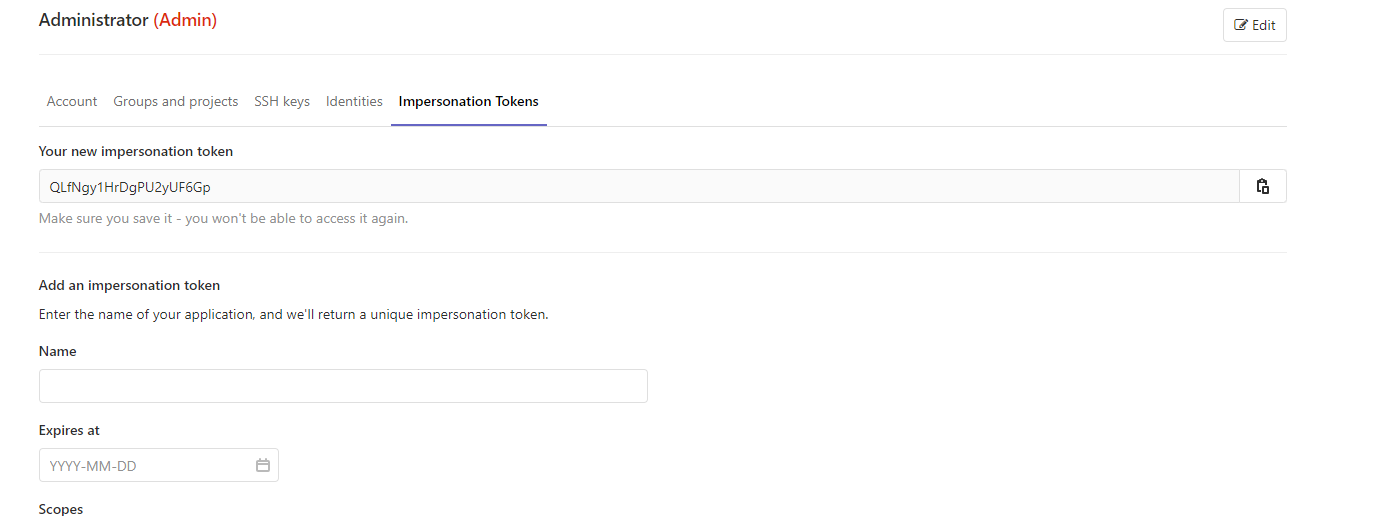 Administrator (Admin)
Edit
Account Groups and projects SSH keys Identities Impersonation Tokens
Your new impersonation token
QLfNgy1HrDgPU2yUF6Gp
Make sure you save it - you won't be able to access it again.
Add an impersonation token
Enter the name of your application, and we'll return a unique impersonation token.
Name
Expires at
YYYY-MM-DD
Scopes